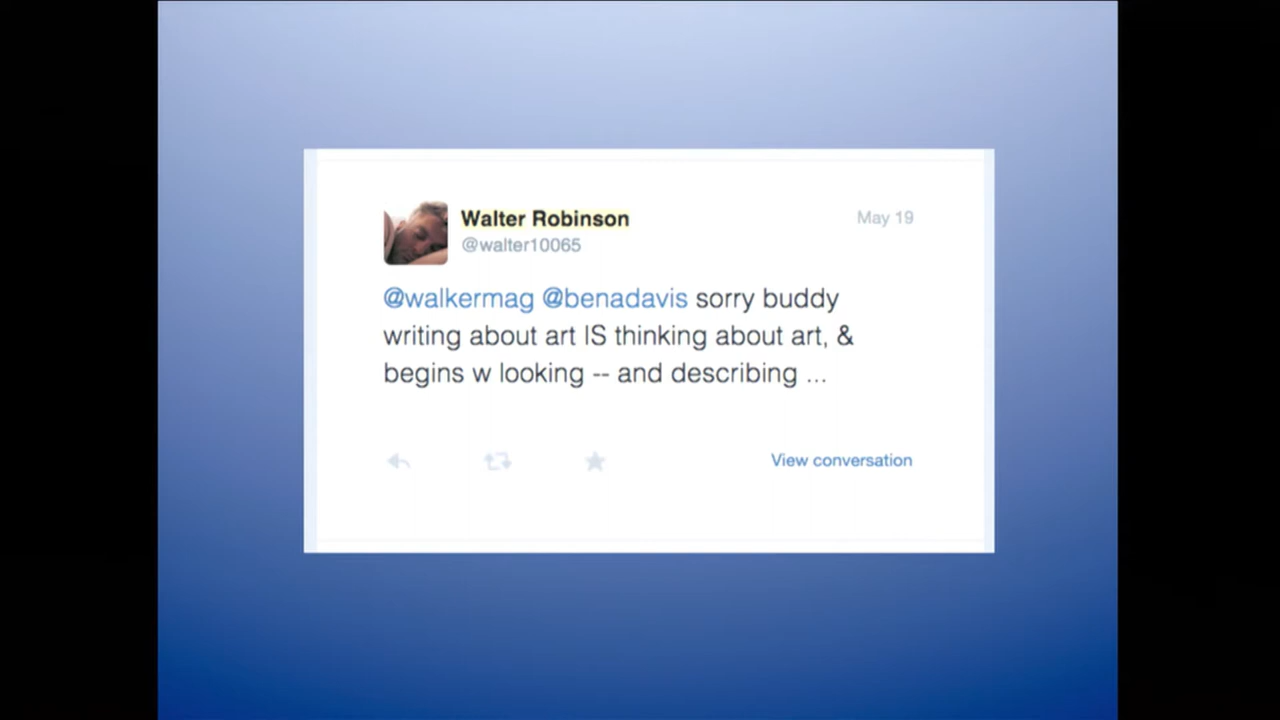 Walter Robinson
May 19
@walter10065
@walkermag @benadavis sorry buddy
writing about art IS thinking about art, &
begins w looking -- and describing ...
View conversation